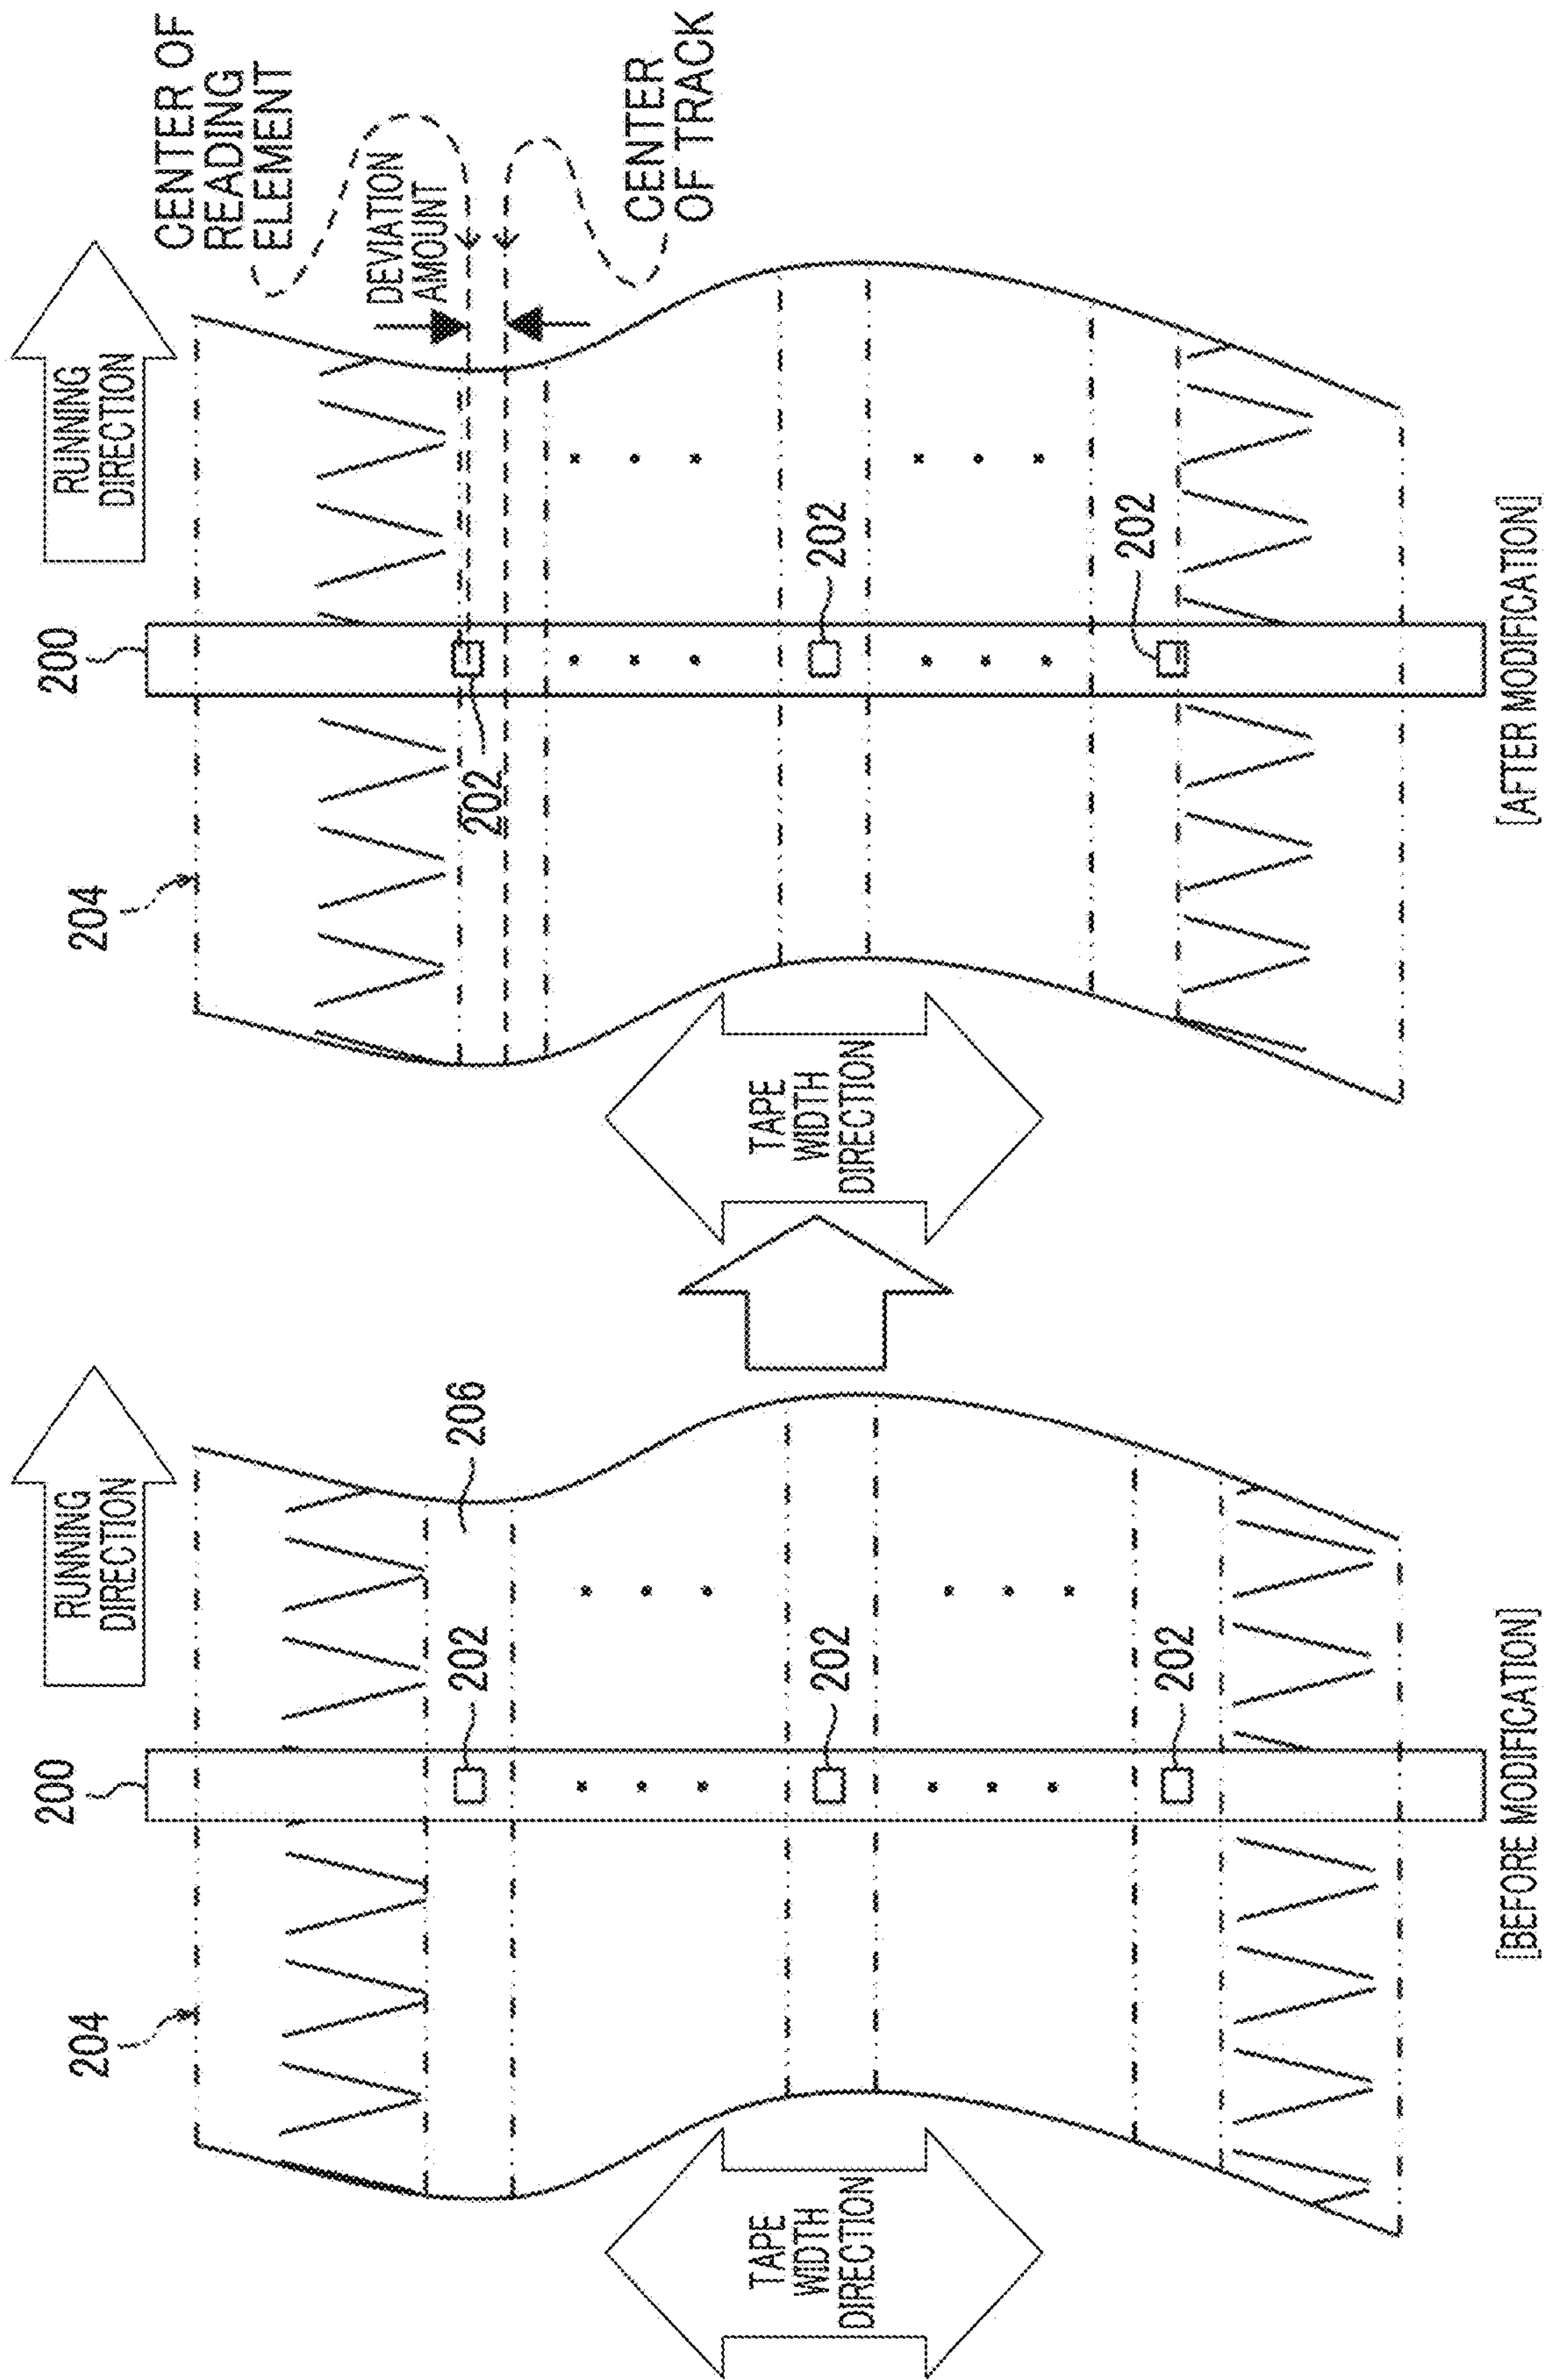 204
200
RUNNING
DIRECTION
206
202
TAPE
WIDTH
DIRECTION
202
202
[BEFORE MODIFICATION]
204
200
RUNNING
DIRECTION
CENTER OF
READING
ELEMENT
DEVIATION
AMOUNT
202
CENTER
OF TRACK
TAPE
WIDTH
DIRECTION
202
202
[AFTER MODIFICATION]